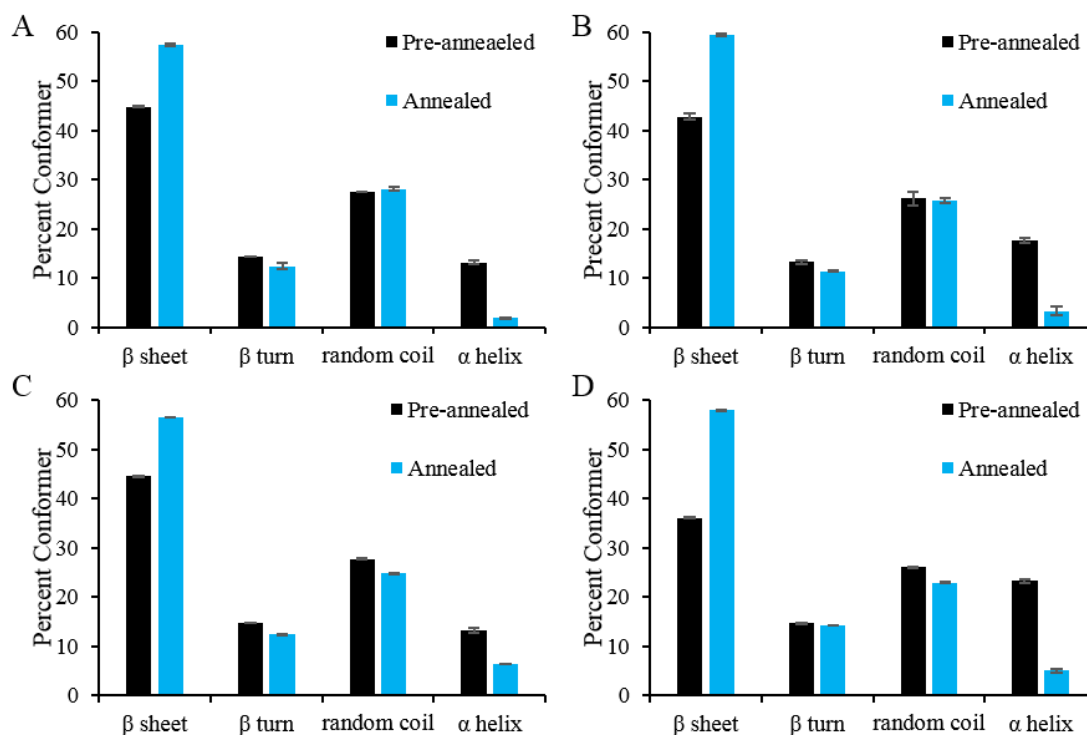 A
Percent Conformer
60
50
40
30
20
10
0
Pre-anneaeled
Annealed
β sheet
β turn
random coil
α helix
B
Precent Conformer
60
50
40
30
20
10
0
Pre-annealed
Annealed
β sheet
β turn
random coil
α helix
C
Percent Conformer
60
50
40
30
20
10
0
Pre-annealed
Annealed
β sheet
β turn
random coil
α helix
D
Percent Conformer
60
50
40
30
20
10
0
Pre-annealed
Annealed
β sheet
β turn
random coil
α helix